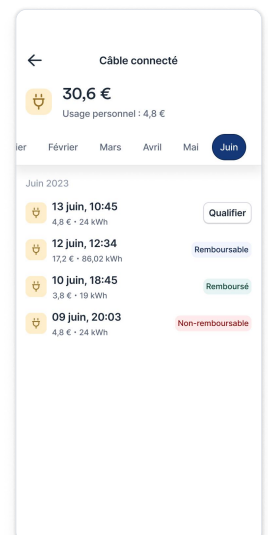 Câble connecté
30,6 €
Usage personnel : 4,8 €
ier Février Mars Avril Mai Juin
Juin 2023
13 juin, 10:45
4,8 € • 24 kWh
Qualifier
12 juin, 12:34
17,2 € • 86,02 kWh
Remboursable
10 juin, 18:45
3,8 € • 19 kWh
Remboursé
09 juin, 20:03
4,8 € • 24 kWh
Non-remboursable